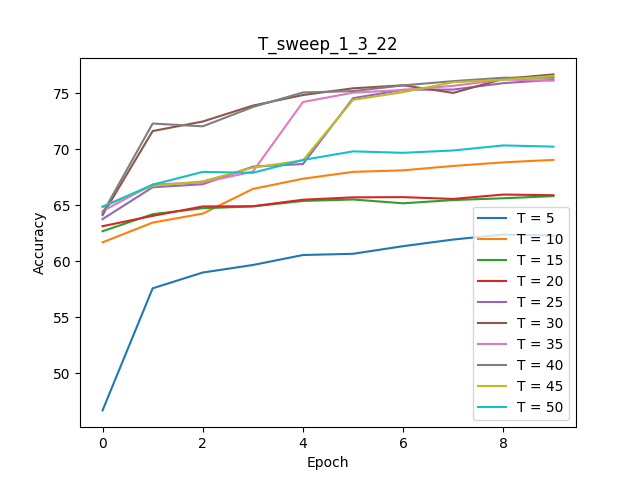 T_sweep_1_3_22
75
70
65
60
55
50
Accuracy
0
2
4
6
8
Epoch
T = 5
T = 10
T = 15
T = 20
T = 25
T = 30
T = 35
T = 40
T = 45
T = 50